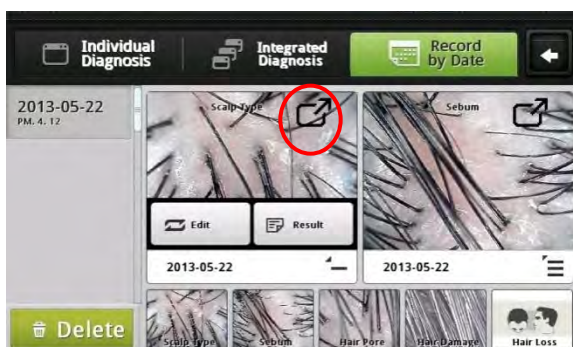 Individual
Diagnosis
Integrated
Diagnosis
Record
by Date
2013-05-22
PM. 4. 12
Scalp Type
Sebum
Edit
Result
2013-05-22
2013-05-22
Delete
Scalp Type
Sebum
Hair Pore
Hair Damage
Hair Loss